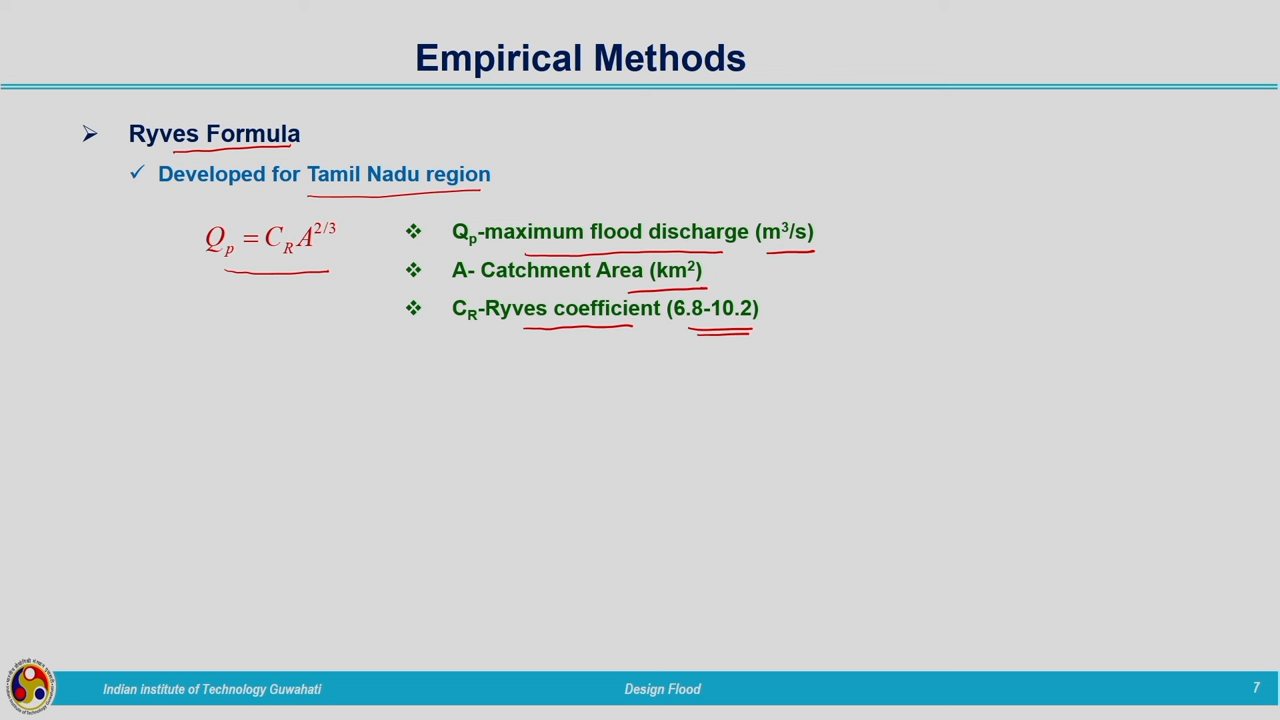 Empirical Methods
➢ Ryves Formula
✓ Developed for Tamil Nadu region
Qp = CR A^2/3
❖ Qp-maximum flood discharge (m³/s)
❖ A- Catchment Area (km²)
❖ CR-Ryves coefficient (6.8-10.2)
Indian institute of Technology Guwahati
Design Flood
7